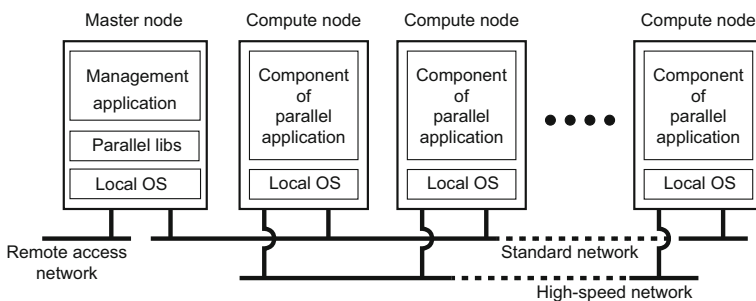 Master node
Compute node
Compute node
Compute node
Management
application
Parallel libs
Local OS
Component
of
parallel
application
Local OS
Component
of
parallel
application
Local OS
Component
of
parallel
application
Local OS
Remote access
network
Standard network
High-speed network